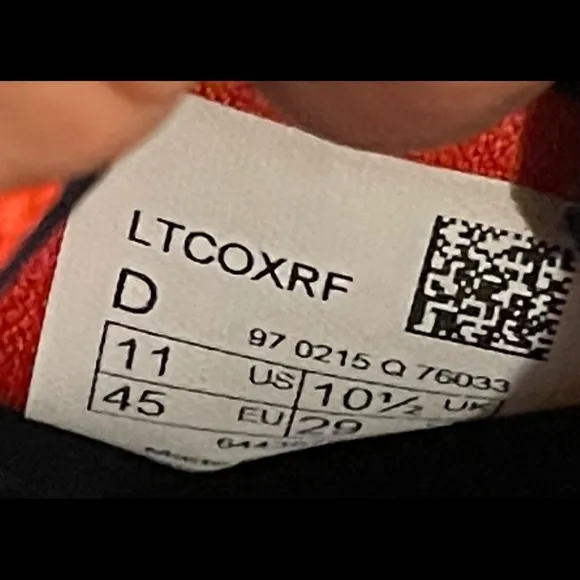 LTCOXRF
D
97 0215 Q 76033
11 US 10½ UK
45 EU 29